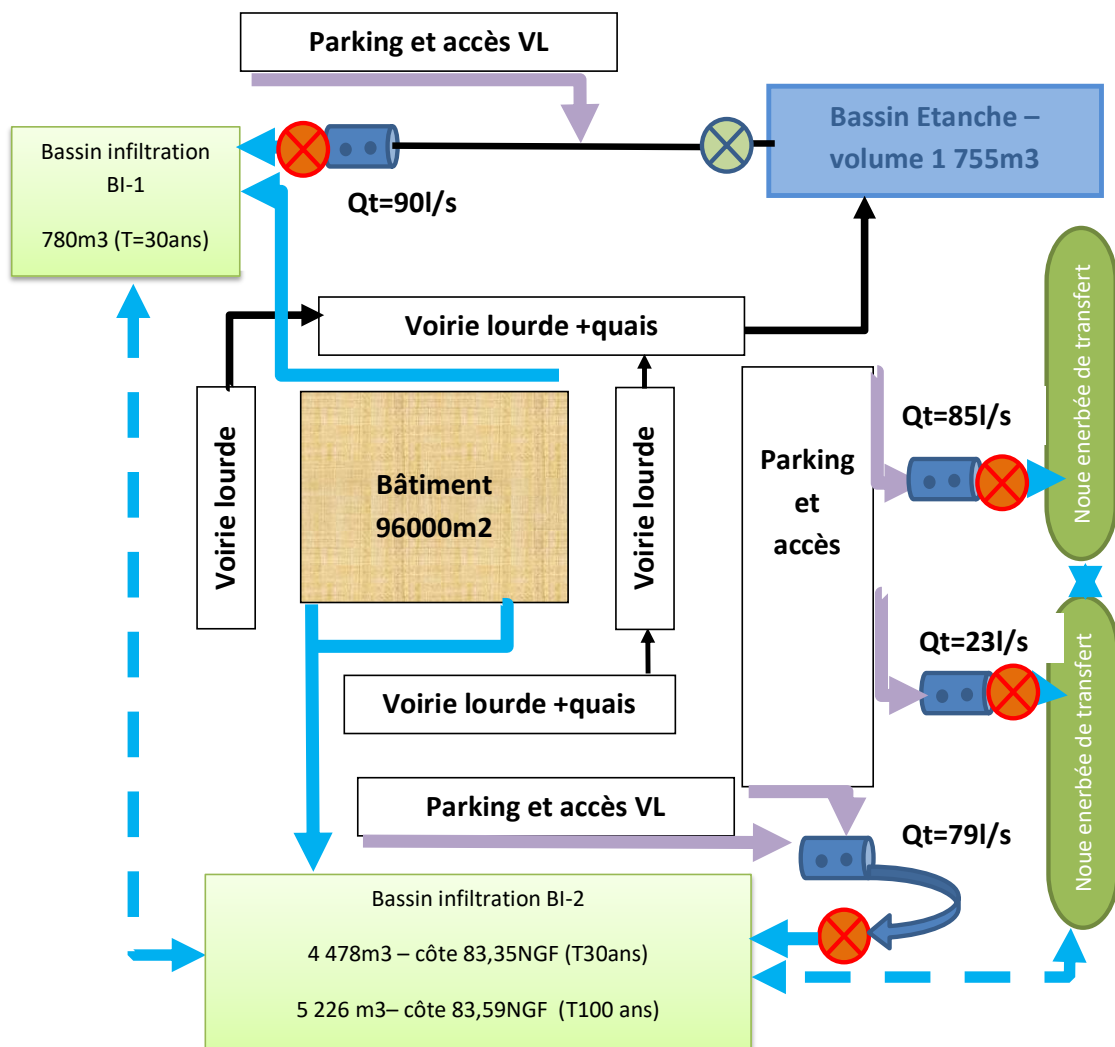 Parking et accès VL
Bassin Etanche –
volume 1 755m3
Bassin infiltration
BI-1
780m3 (T=30ans)
Qt=90l/s
Voirie lourde +quais
Noue enerbée de transfert
Voirie lourde
Bâtiment
96000m2
Voirie lourde
Parking
et
accès
Qt=85l/s
Qt=23l/s
Voirie lourde +quais
Noue enerbée de transfert
Parking et accès VL
Qt=79l/s
Bassin infiltration BI-2
4 478m3 – côte 83,35NGF (T30ans)
5 226 m3– côte 83,59NGF (T100 ans)